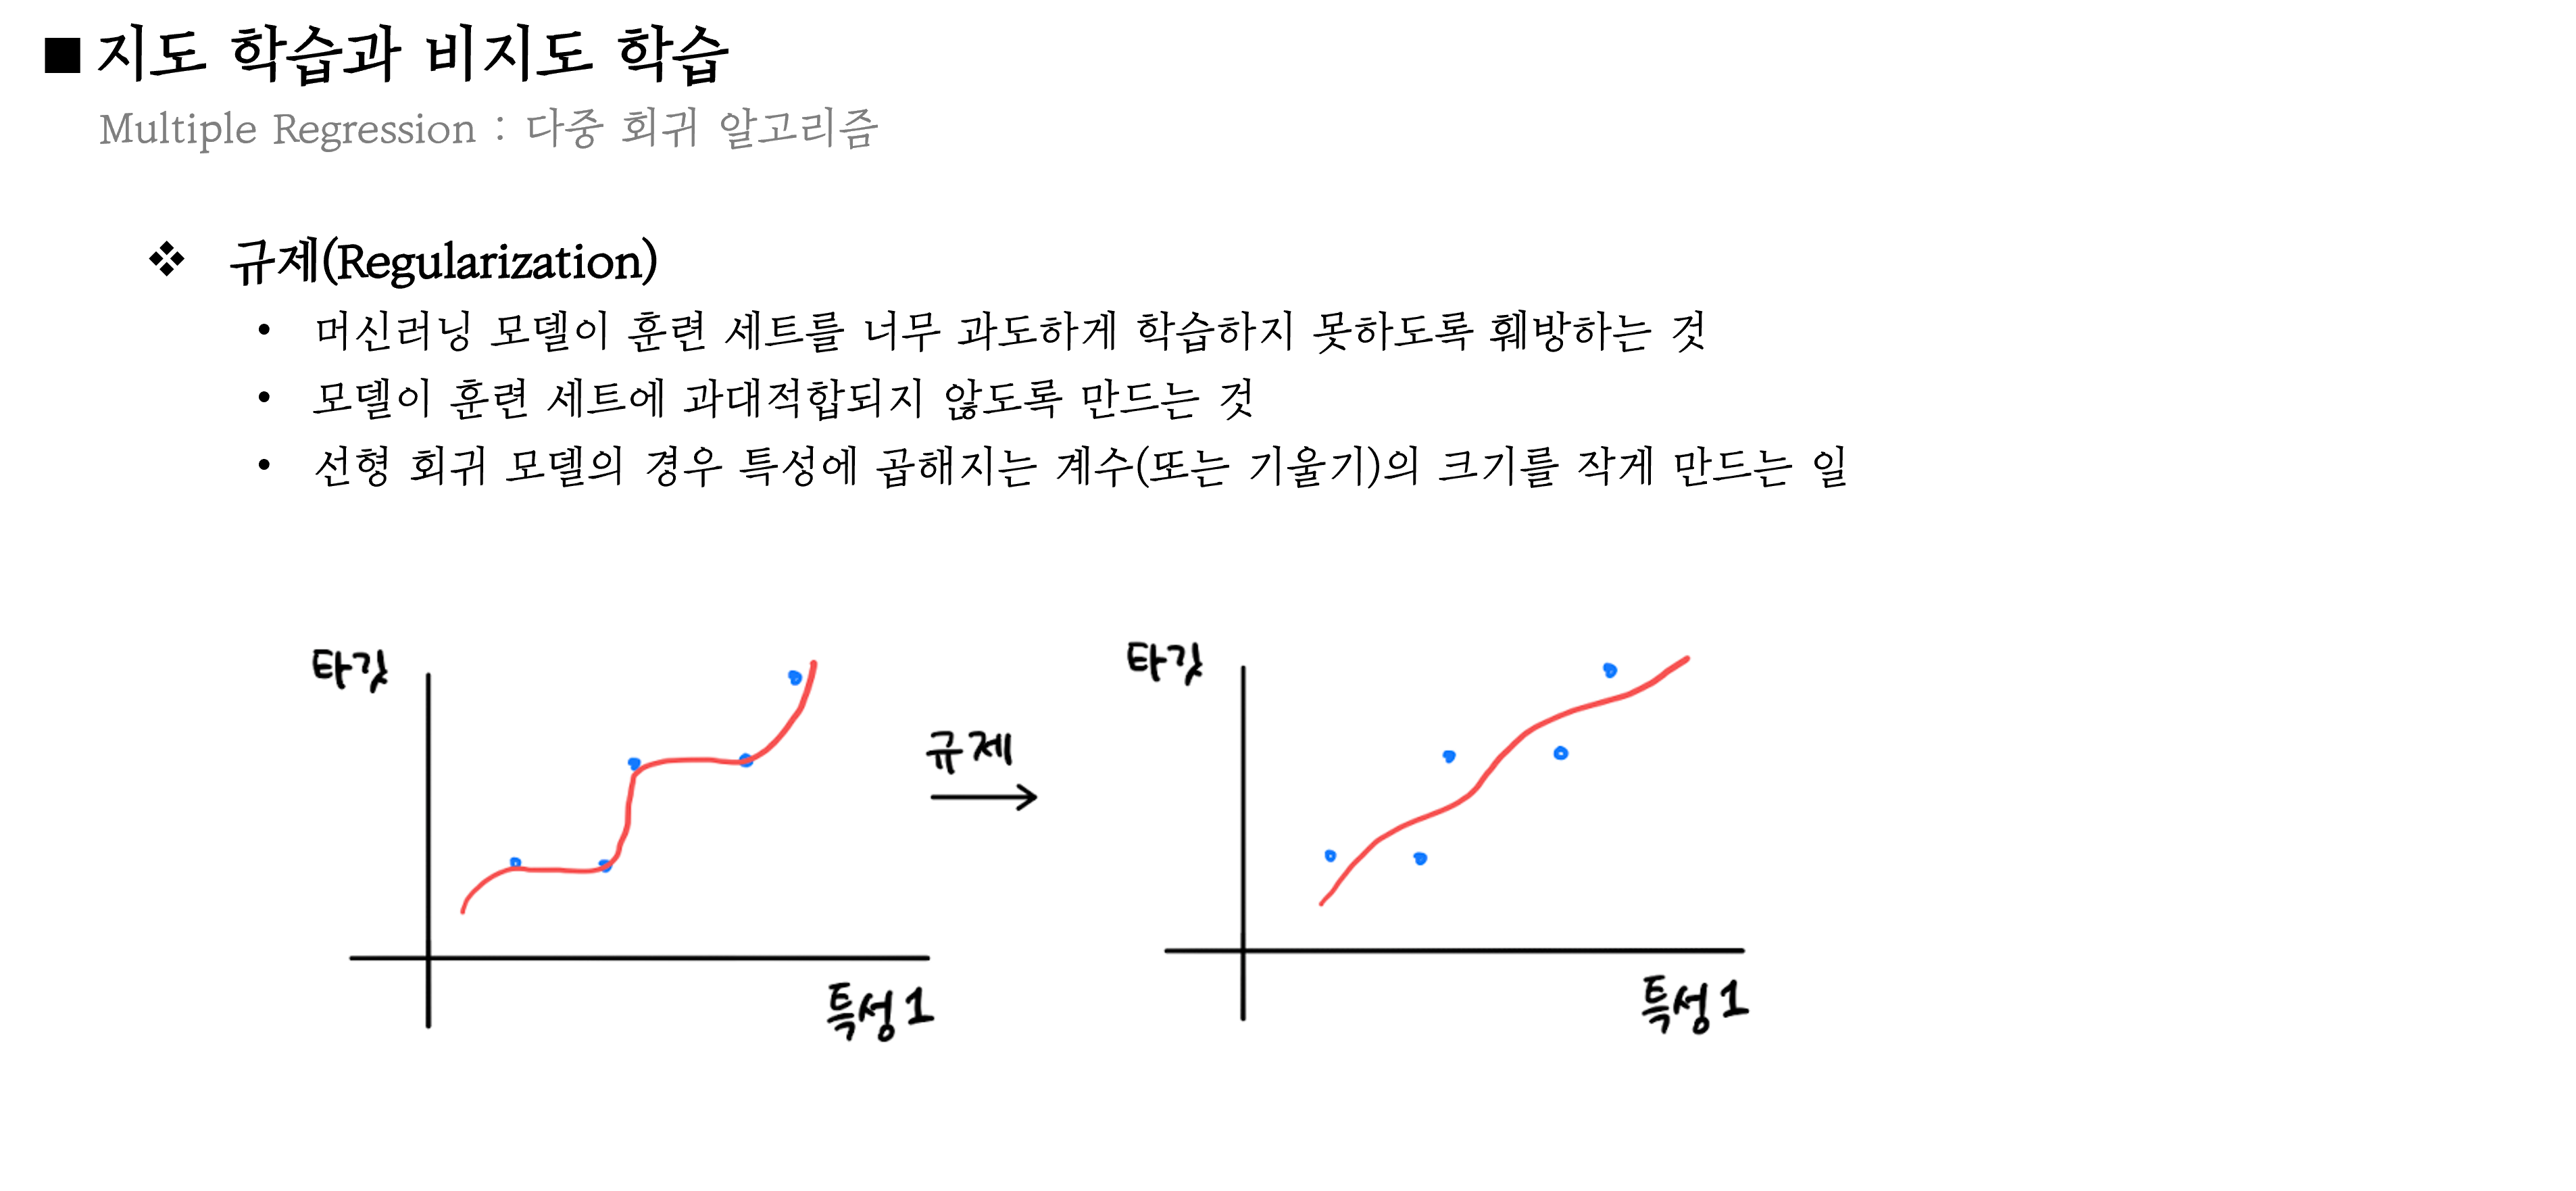 ■ 지도 학습과 비지도 학습
Multiple Regression : 다중 회귀 알고리즘
❖ 규제(Regularization)
• 머신러닝 모델이 훈련 세트를 너무 과도하게 학습하지 못하도록 훼방하는 것
• 모델이 훈련 세트에 과대적합되지 않도록 만드는 것
• 선형 회귀 모델의 경우 특성에 곱해지는 계수(또는 기울기)의 크기를 작게 만드는 일
타깃
타깃
규제
특성 1
특성 1